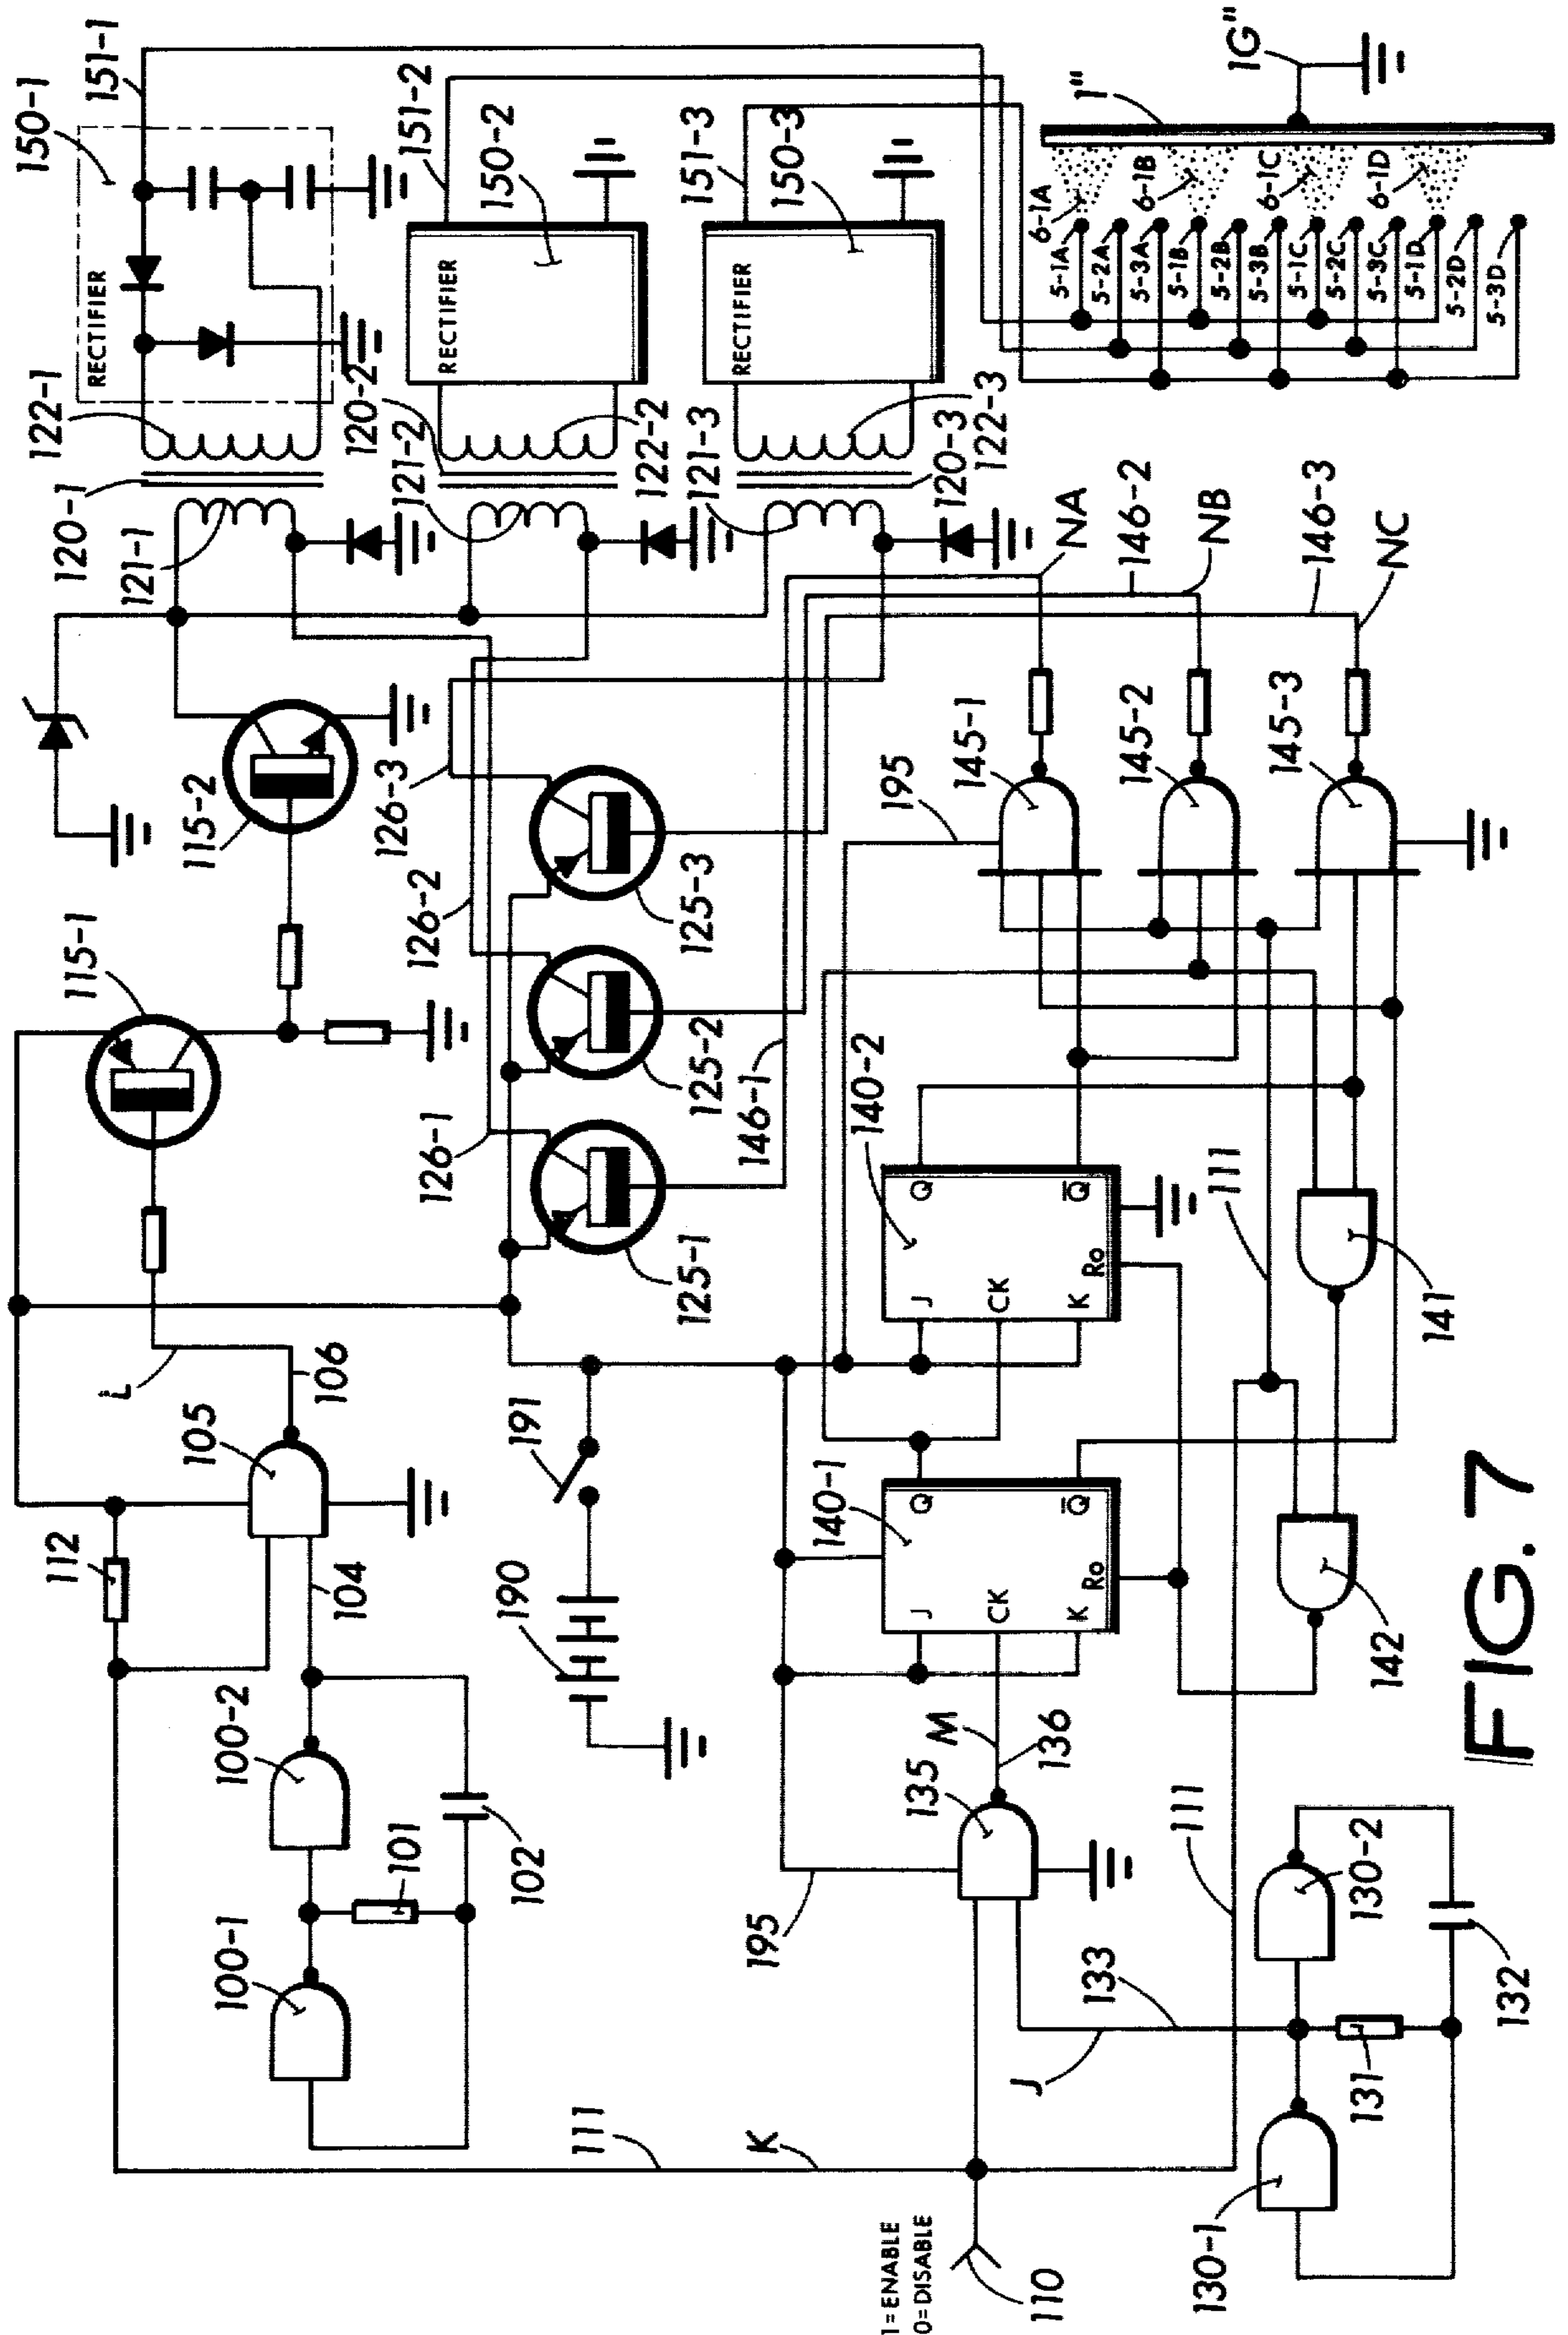 150-1
151-1
122-1
RECTIFIER
120-1
121-1
151-2
150-2
RECTIFIER
120-2
121-2
122-2
151-3
150-3
RECTIFIER
121-3
120-3
122-3
1"
1G"
6-1A
6-1B
6-1C
6-1D
5-1A
5-2A
5-3A
5-1B
5-2B
5-3B
5-1C
5-2C
5-3C
5-1D
5-2D
5-3D
NA
146-2
NB
146-3
NC
115-2
115-1
126-3
126-2
126-1
125-3
125-2
125-1
146-1
195
145-1
145-2
145-3
L
106
105
112
104
100-2
100-1
101
102
191
190
140-2
Q
Q
J
CK
K
Ro
140-1
Q
Q
J
CK
K
Ro
111
141
142
M
136
135
195
133
J
111
K
111
130-2
131
132
130-1
1=ENABLE
0=DISABLE
110
FIG. 7